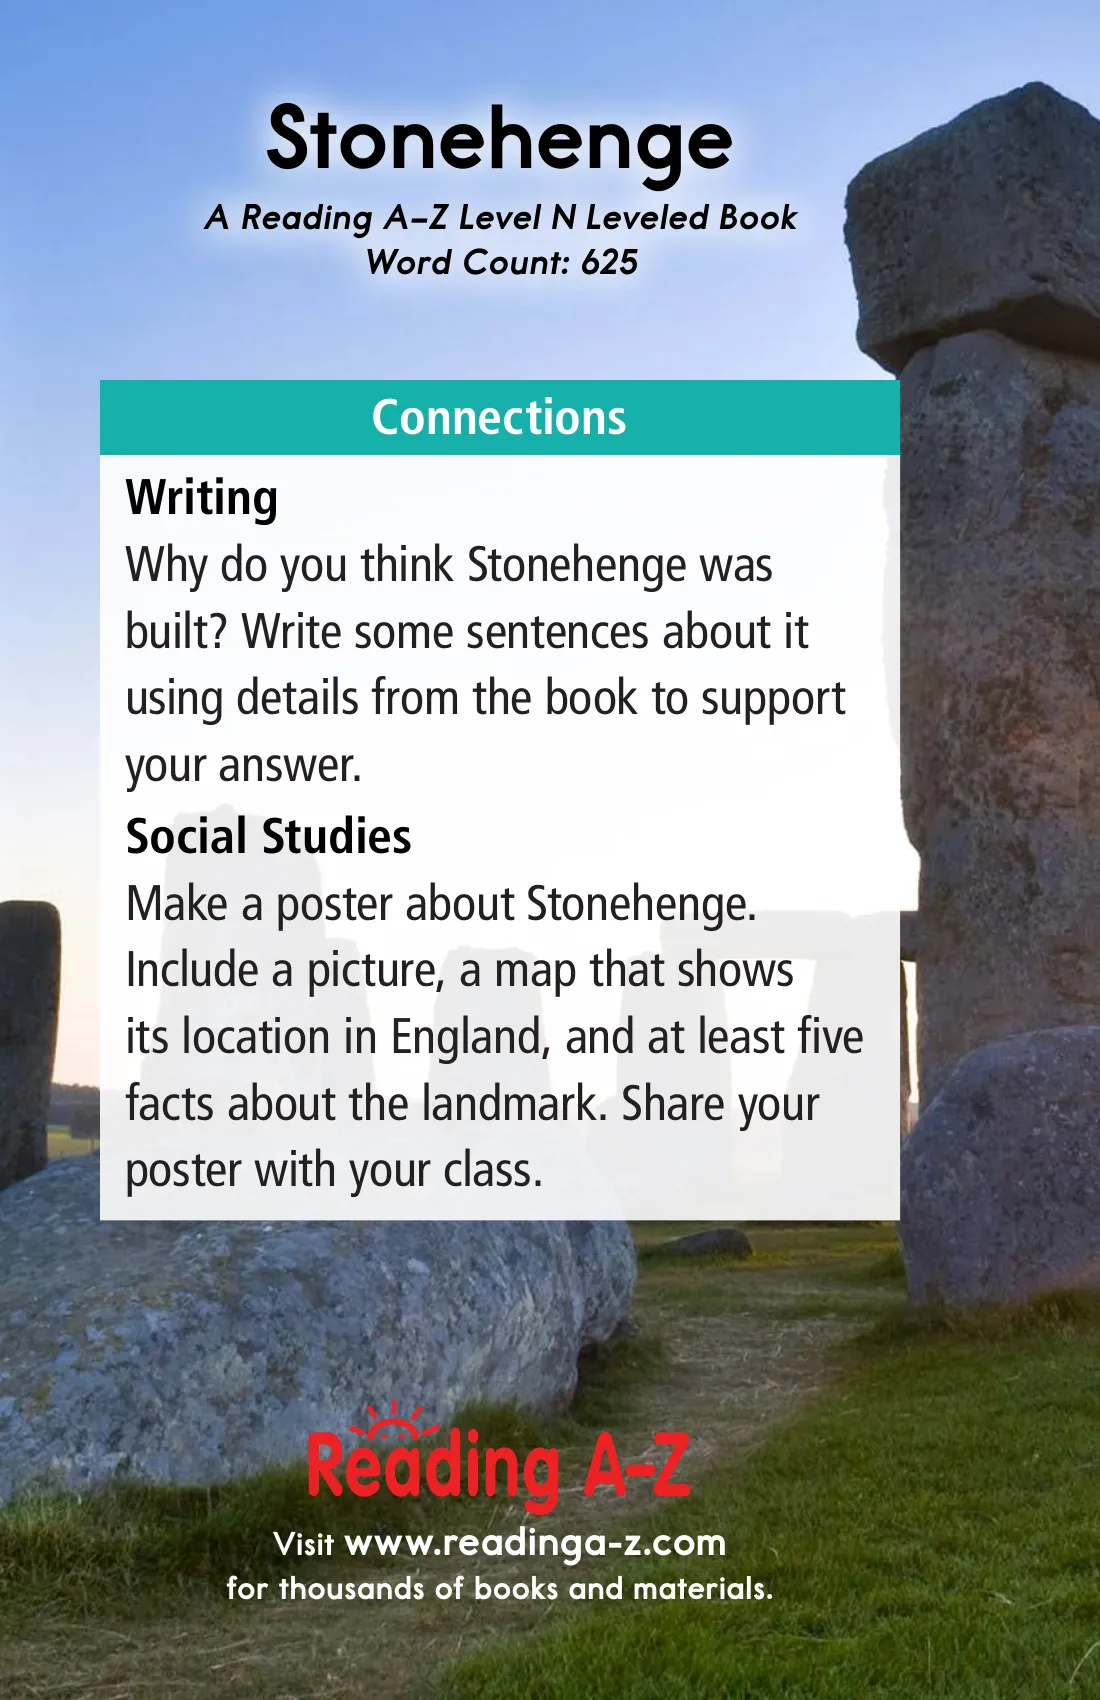 Stonehenge
A Reading A–Z Level N Leveled Book
Word Count: 625
Connections
Writing
Why do you think Stonehenge was
built? Write some sentences about it
using details from the book to support
your answer.
Social Studies
Make a poster about Stonehenge.
Include a picture, a map that shows
its location in England, and at least five
facts about the landmark. Share your
poster with your class.
Reading A–Z
Visit www.readinga-z.com
for thousands of books and materials.